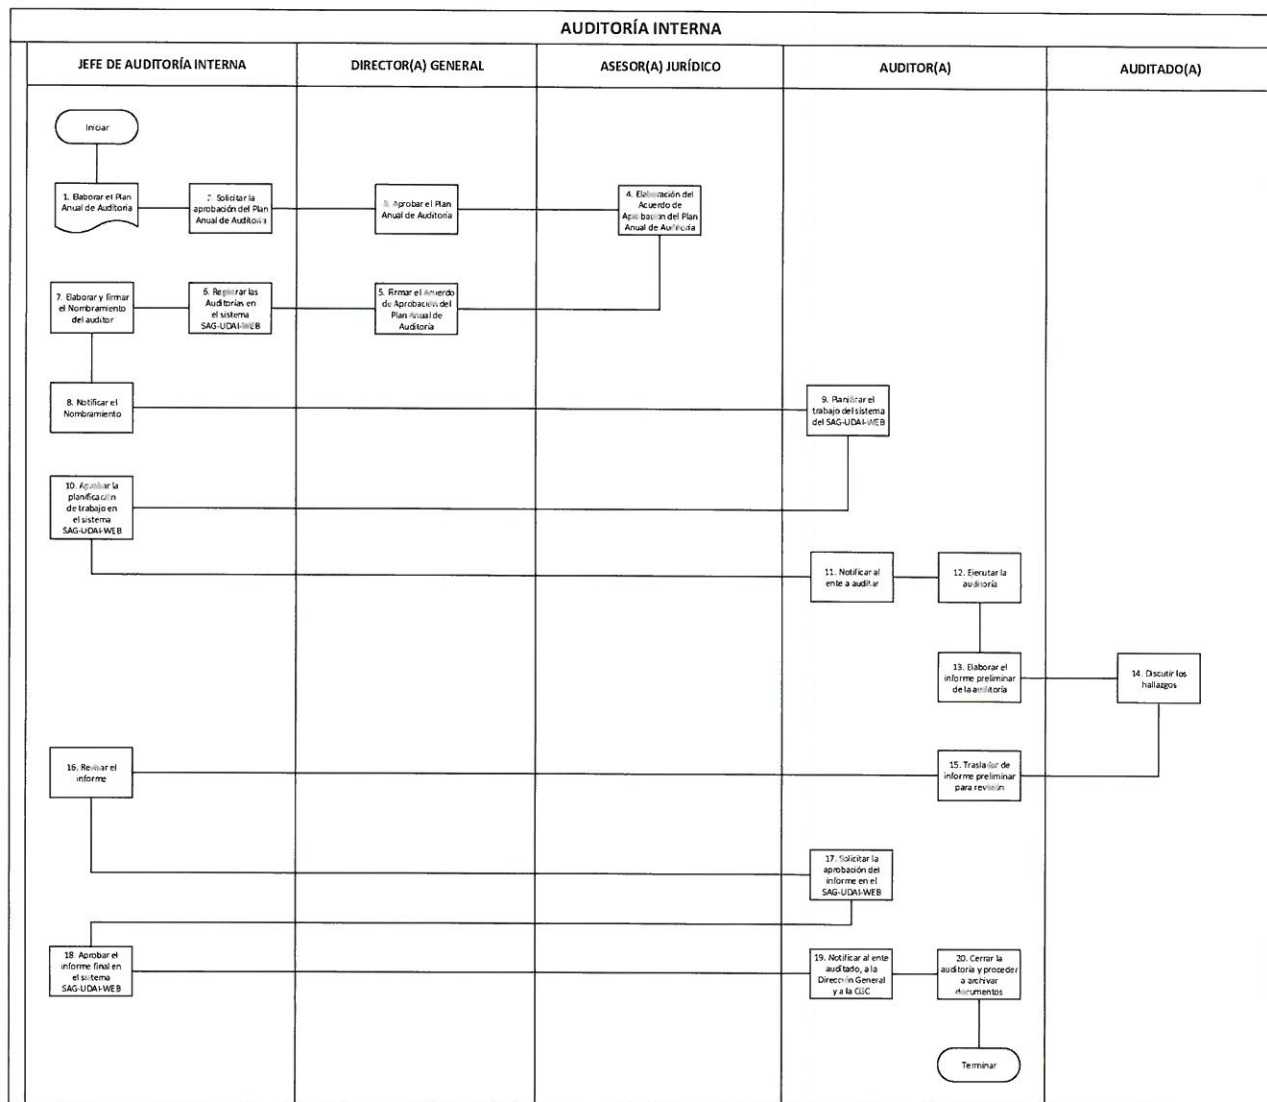 AUDITORÍA INTERNA
JEFE DE AUDITORÍA INTERNA
DIRECTOR(A) GENERAL
ASESOR(A) JURÍDICO
AUDITOR(A)
AUDITADO(A)
Iniciar
1. Elaborar el Plan
Anual de Auditoría
2. Solicitar la
aprobación del Plan
Anual de Auditoría
3. Aprobar el Plan
Anual de Auditoría
4. Elaboración del
Acuerdo de
Aprobación del Plan
Anual de Auditoría
7. Elaborar y firmar
el Nombramiento
del auditor
6. Registrar las
Auditorías en
el sistema
SAG-UDAI-WEB
5. Firmar el Acuerdo
de Aprobación del
Plan Anual de
Auditoría
8. Notificar el
Nombramiento
9. Planificar el
trabajo del sistema
del SAG-UDAI-WEB
10. Aprobar la
planificación
de trabajo en
el sistema
SAG-UDAI-WEB
11. Notificar al
ente a auditar
12. Ejecutar la
auditoría
13. Elaborar el
informe preliminar
de la auditoría
14. Discutir los
hallazgos
16. Revisar el
informe
15. Trasladar de
informe preliminar
para revisión
17. Solicitar la
aprobación del
informe en el
SAG-UDAI-WEB
18. Aprobar el
informe final en
el sistema
SAG-UDAI-WEB
19. Notificar al ente
auditado, a la
Dirección General
y a la CGC
20. Cerrar la
auditoría y proceder
a archivar
documentos
Terminar